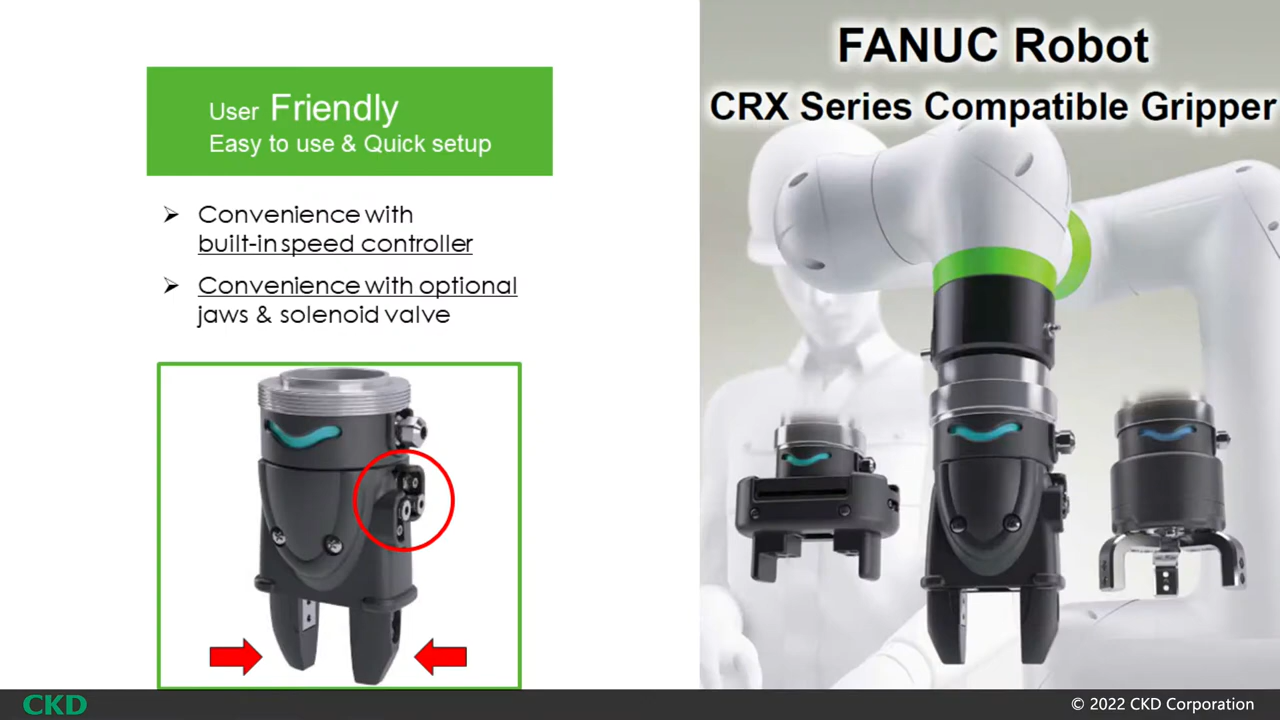 User Friendly
Easy to use & Quick setup
➢ Convenience with
built-in speed controller
➢ Convenience with optional
jaws & solenoid valve
FANUC Robot
CRX Series Compatible Gripper
CKD
© 2022 CKD Corporation